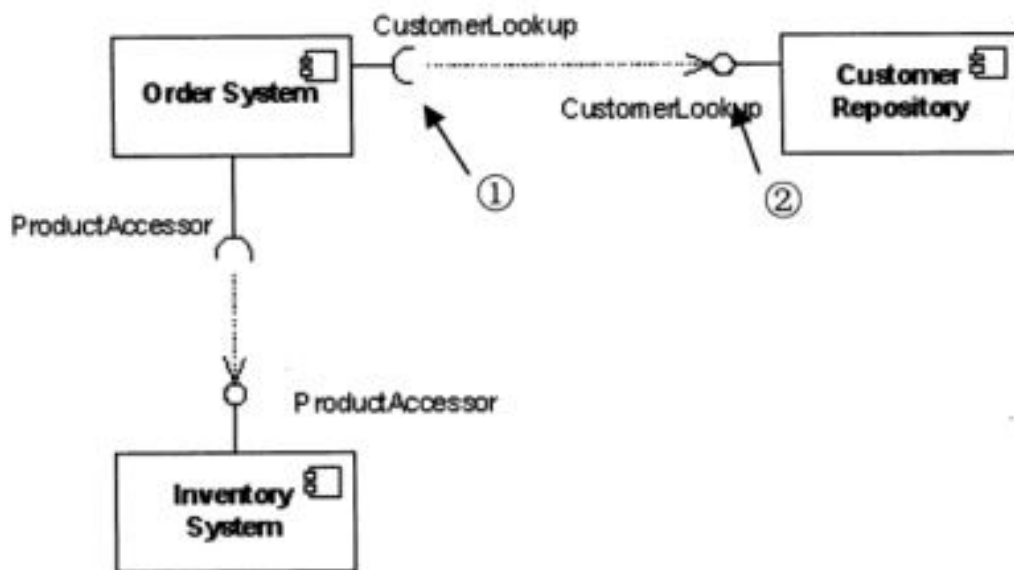 CustomerLookup
Order System
Customer
Repository
CustomerLookup
①
②
ProductAccessor
ProductAccessor
Inventory
System